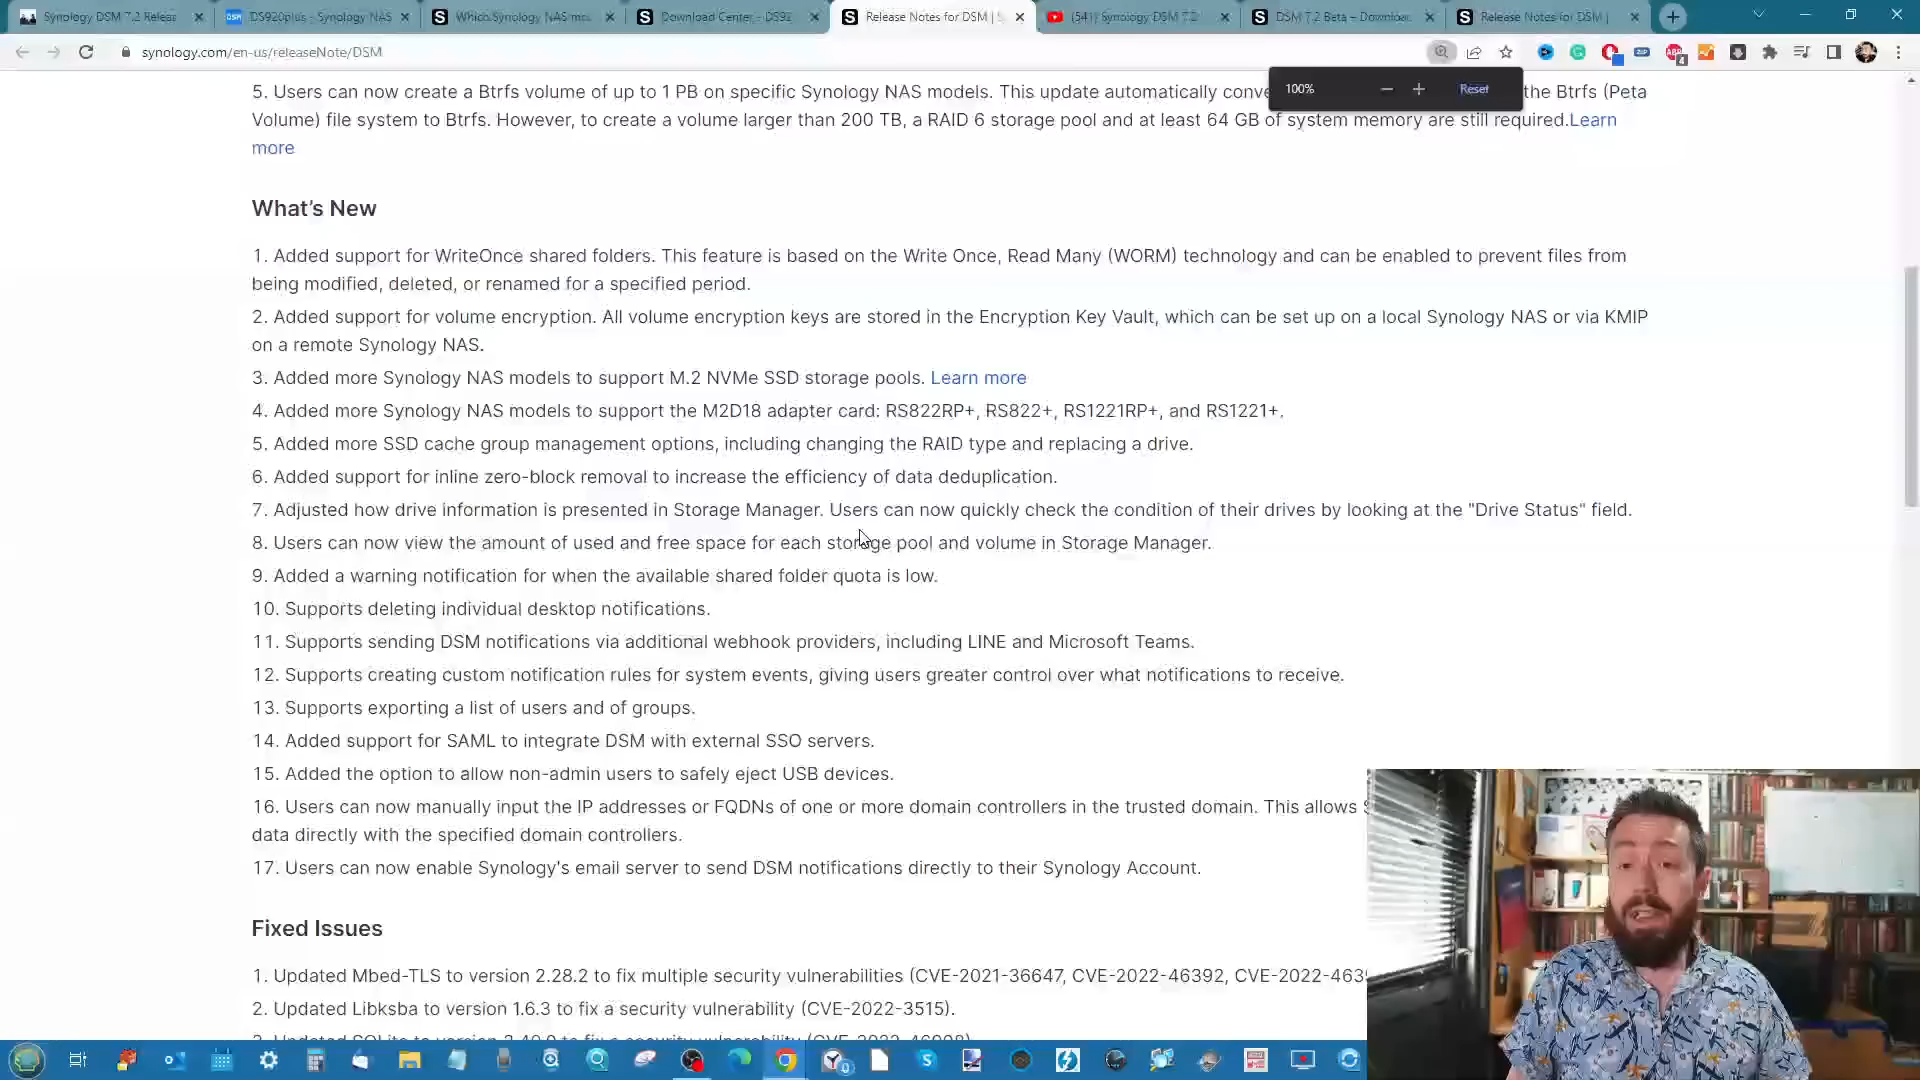 Synology DSM 7.2 Releas
DS920plus - Synology NAS
Which Synology NAS mo
Download Center - DS92
Release Notes for DSM | S
(541) Synology DSM 7.2
DSM 7.2 Beta – Downloa
Release Notes for DSM |
synology.com/en-us/releaseNote/DSM
100%
Reset
5. Users can now create a Btrfs volume of up to 1 PB on specific Synology NAS models. This update automatically conve the Btrfs (Peta
Volume) file system to Btrfs. However, to create a volume larger than 200 TB, a RAID 6 storage pool and at least 64 GB of system memory are still required.Learn
more
What's New
1. Added support for WriteOnce shared folders. This feature is based on the Write Once, Read Many (WORM) technology and can be enabled to prevent files from
being modified, deleted, or renamed for a specified period.
2. Added support for volume encryption. All volume encryption keys are stored in the Encryption Key Vault, which can be set up on a local Synology NAS or via KMIP
on a remote Synology NAS.
3. Added more Synology NAS models to support M.2 NVMe SSD storage pools. Learn more
4. Added more Synology NAS models to support the M2D18 adapter card: RS822RP+, RS822+, RS1221RP+, and RS1221+.
5. Added more SSD cache group management options, including changing the RAID type and replacing a drive.
6. Added support for inline zero-block removal to increase the efficiency of data deduplication.
7. Adjusted how drive information is presented in Storage Manager. Users can now quickly check the condition of their drives by looking at the "Drive Status" field.
8. Users can now view the amount of used and free space for each storage pool and volume in Storage Manager.
9. Added a warning notification for when the available shared folder quota is low.
10. Supports deleting individual desktop notifications.
11. Supports sending DSM notifications via additional webhook providers, including LINE and Microsoft Teams.
12. Supports creating custom notification rules for system events, giving users greater control over what notifications to receive.
13. Supports exporting a list of users and of groups.
14. Added support for SAML to integrate DSM with external SSO servers.
15. Added the option to allow non-admin users to safely eject USB devices.
16. Users can now manually input the IP addresses or FQDNs of one or more domain controllers in the trusted domain. This allows S
data directly with the specified domain controllers.
17. Users can now enable Synology's email server to send DSM notifications directly to their Synology Account.
Fixed Issues
1. Updated Mbed-TLS to version 2.28.2 to fix multiple security vulnerabilities (CVE-2021-36647, CVE-2022-46392, CVE-2022-4639
2. Updated Libksba to version 1.6.3 to fix a security vulnerability (CVE-2022-3515).